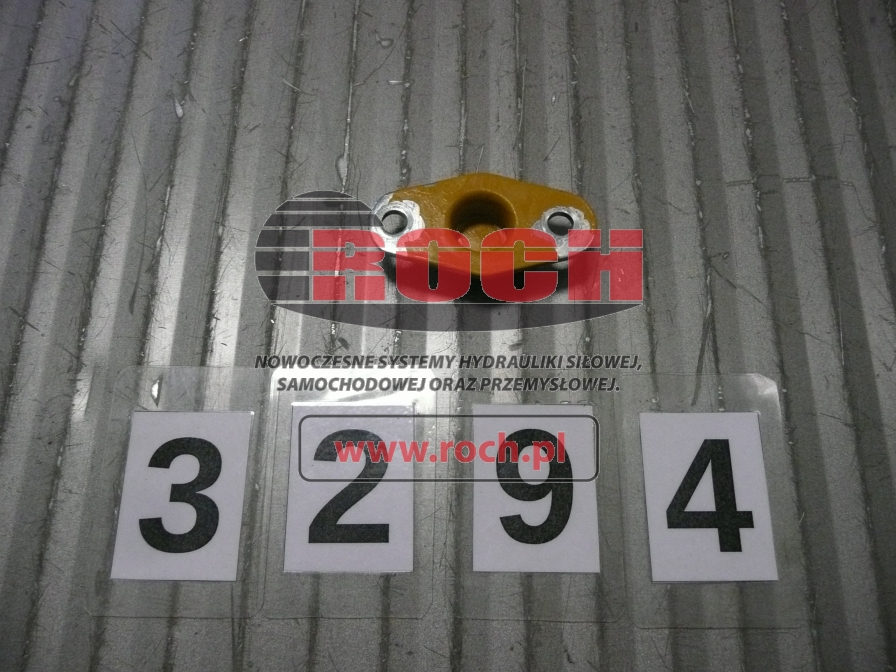 ROCH
NOWOCZESNE SYSTEMY HYDRAULIKI SIŁOWEJ,
SAMOCHODOWEJ ORAZ PRZEMYSŁOWEJ.
www.roch.pl
3 2 9 4